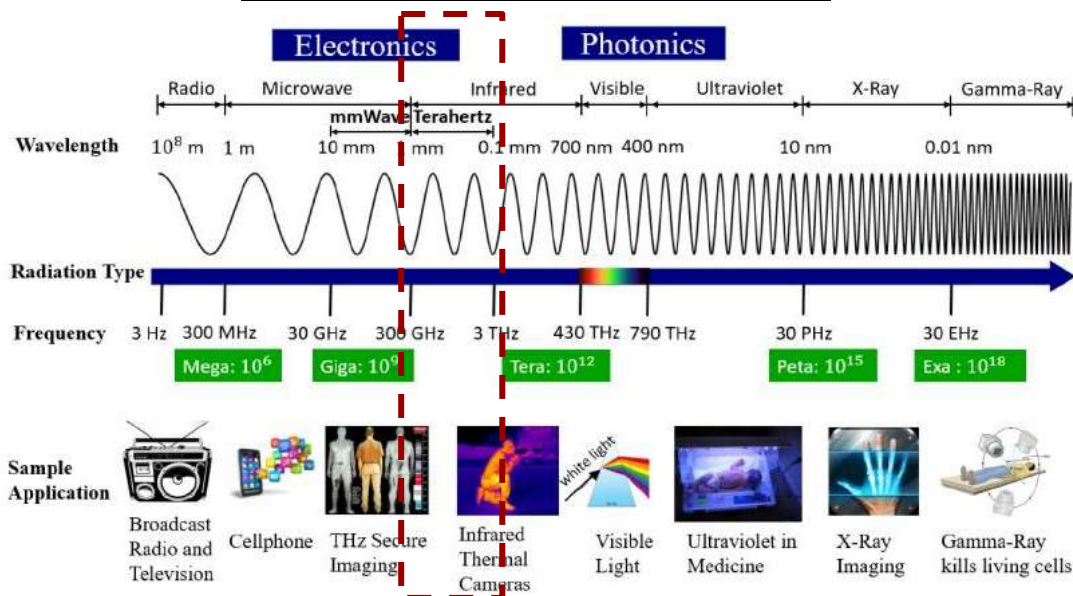 Electronics Photonics
Radio Microwave Infrared Visible Ultraviolet X-Ray Gamma-Ray
mmWave Terahertz
Wavelength 10⁸ m 1 m 10 mm mm 0.1 mm 700 nm 400 nm 10 nm 0.01 nm
Radiation Type
Frequency 3 Hz 300 MHz 30 GHz 300 GHz 3 THz 430 THz 790 THz 30 PHz 30 EHz
Mega: 10⁶ Giga: 10⁹ Tera: 10¹² Peta: 10¹⁵ Exa : 10¹⁸
white light
Sample
Application
Broadcast
Radio and
Television
Cellphone
THz Secure
Imaging
Infrared
Thermal
Cameras
Visible
Light
Ultraviolet in
Medicine
X-Ray
Imaging
Gamma-Ray
kills living cells